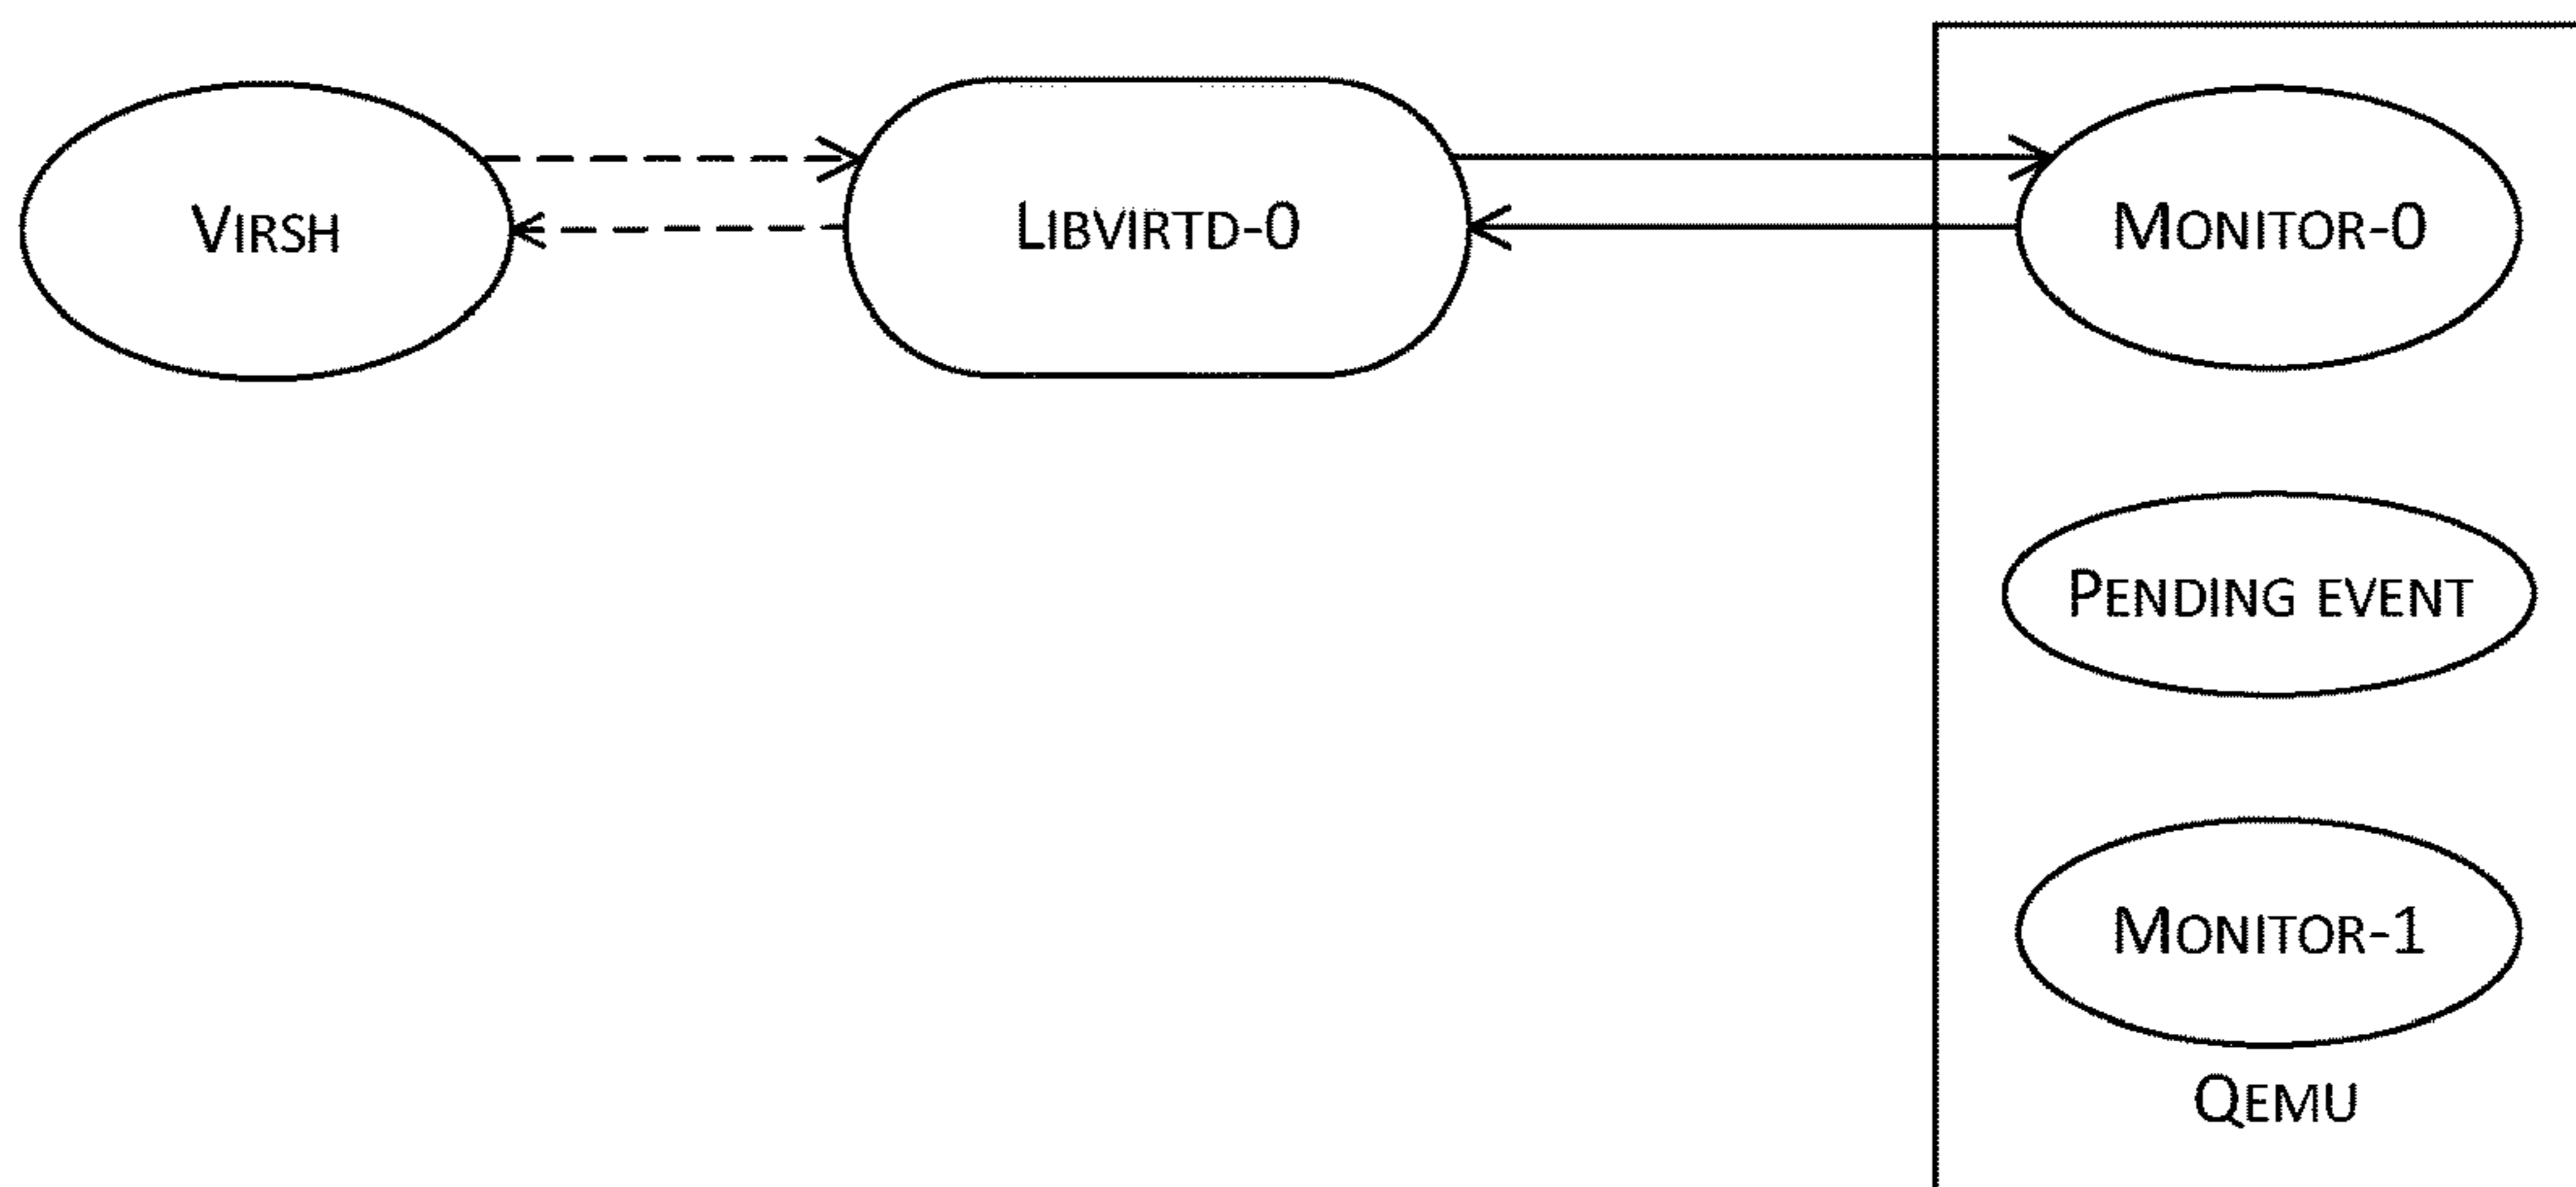 VIRSH
LIBVIRTD-0
MONITOR-0
PENDING EVENT
MONITOR-1
QEMU